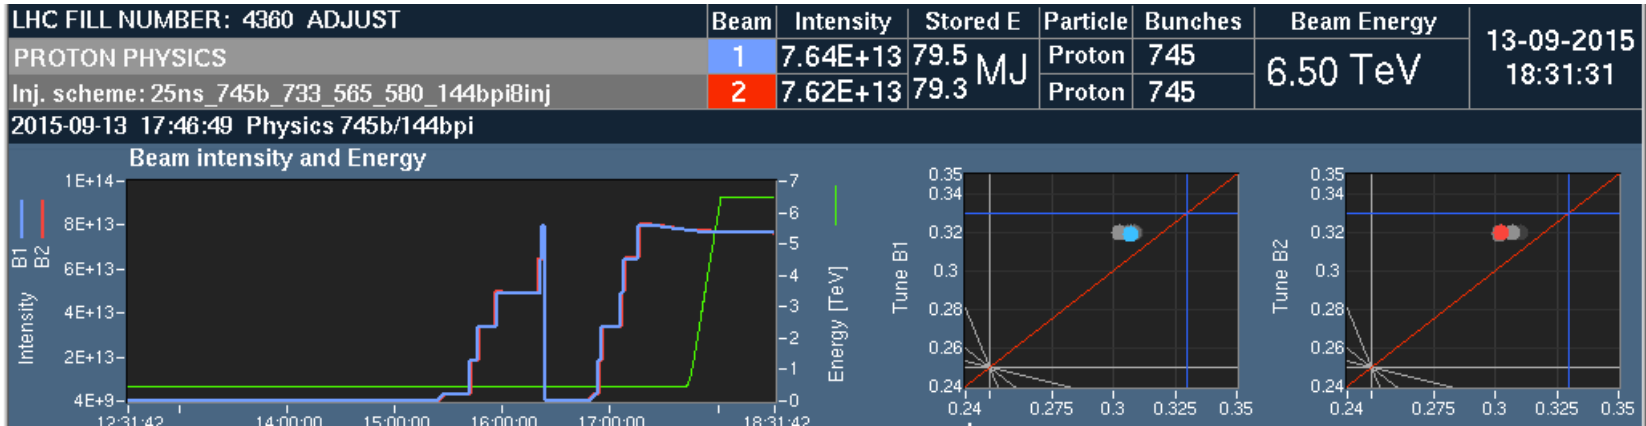 LHC FILL NUMBER: 4360 ADJUST
Beam Intensity Stored E Particle Bunches Beam Energy
13-09-2015
18:31:31
PROTON PHYSICS
1 7.64E+13 79.5 MJ Proton 745
6.50 TeV
Inj. scheme: 25ns_745b_733_565_580_144bpi8inj
2 7.62E+13 79.3 Proton 745
2015-09-13 17:46:49 Physics 745b/144bpi
Beam intensity and Energy
1E+14
8E+13
6E+13
4E+13
2E+13
4E+9
B1
B2
Intensity
7
6
5
4
3
2
1
0
Energy [TeV]
12:31:42 14:00:00 15:00:00 16:00:00 17:00:00 18:31:42
Tune B1
0.35
0.34
0.32
0.3
0.28
0.26
0.24
0.24 0.275 0.3 0.325 0.35
Tune B2
0.35
0.34
0.32
0.3
0.28
0.26
0.24
0.24 0.275 0.3 0.325 0.35